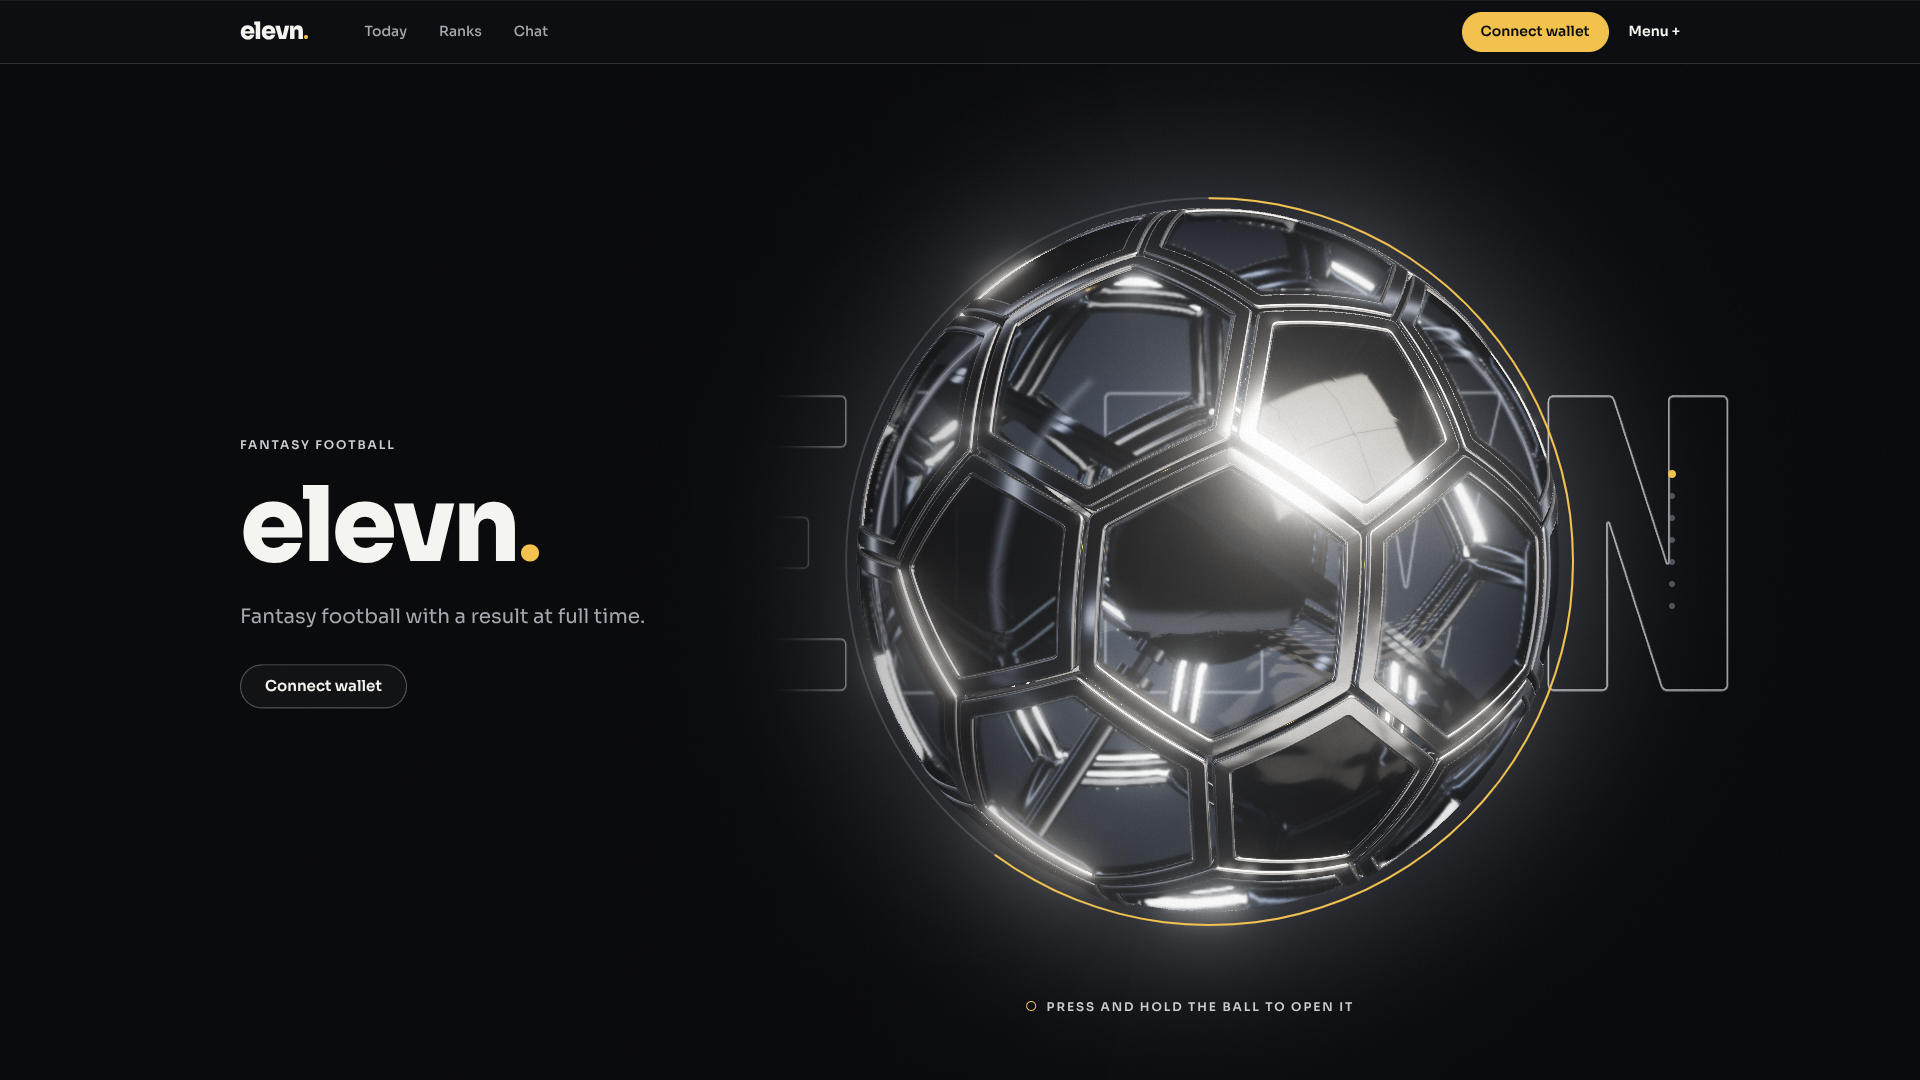 elevn.
Today
Ranks
Chat
Connect wallet
Menu +
FANTASY FOOTBALL
elevn.
Fantasy football with a result at full time.
Connect wallet
E N
PRESS AND HOLD THE BALL TO OPEN IT